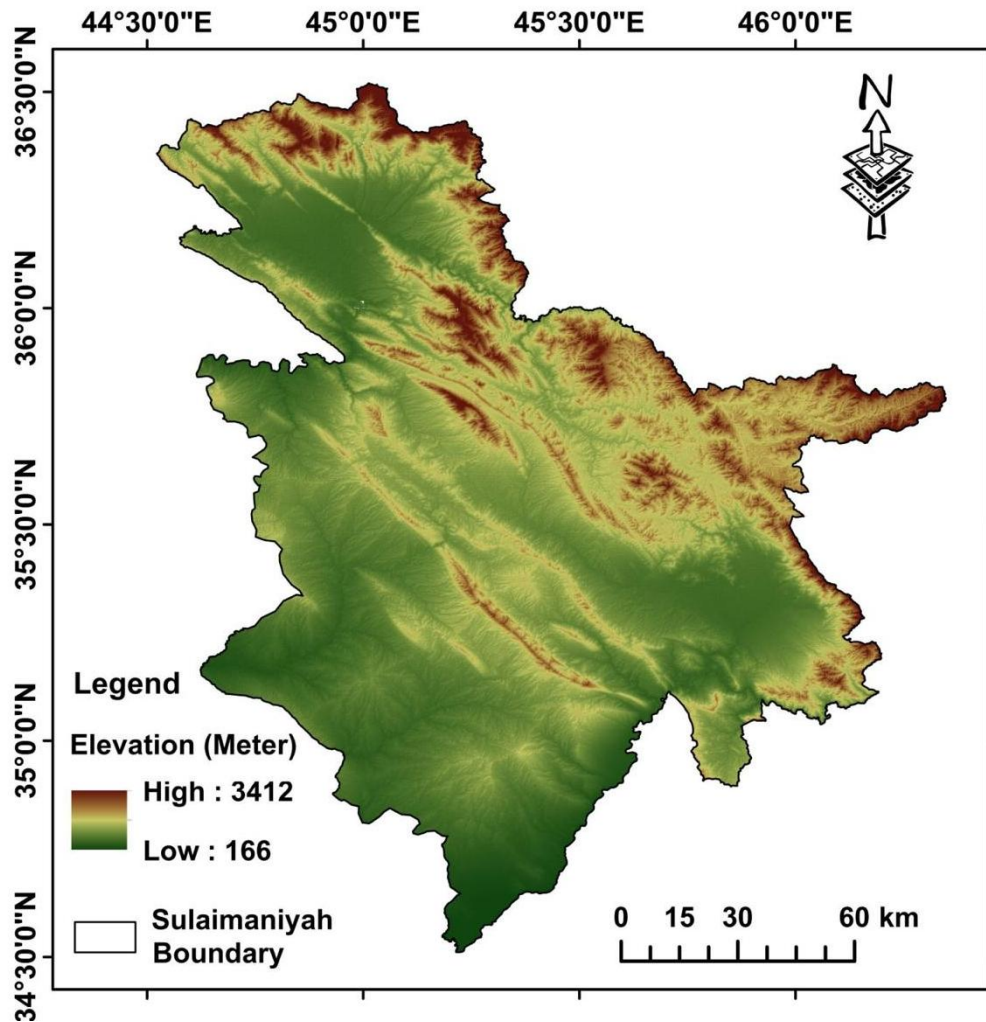 44°30'0"E 45°0'0"E 45°30'0"E 46°0'0"E
36°30'0"N
36°0'0"N
35°30'0"N
35°0'0"N
34°30'0"N
N
Legend
Elevation (Meter)
High : 3412
Low : 166
Sulaimaniyah
Boundary
0 15 30 60 km